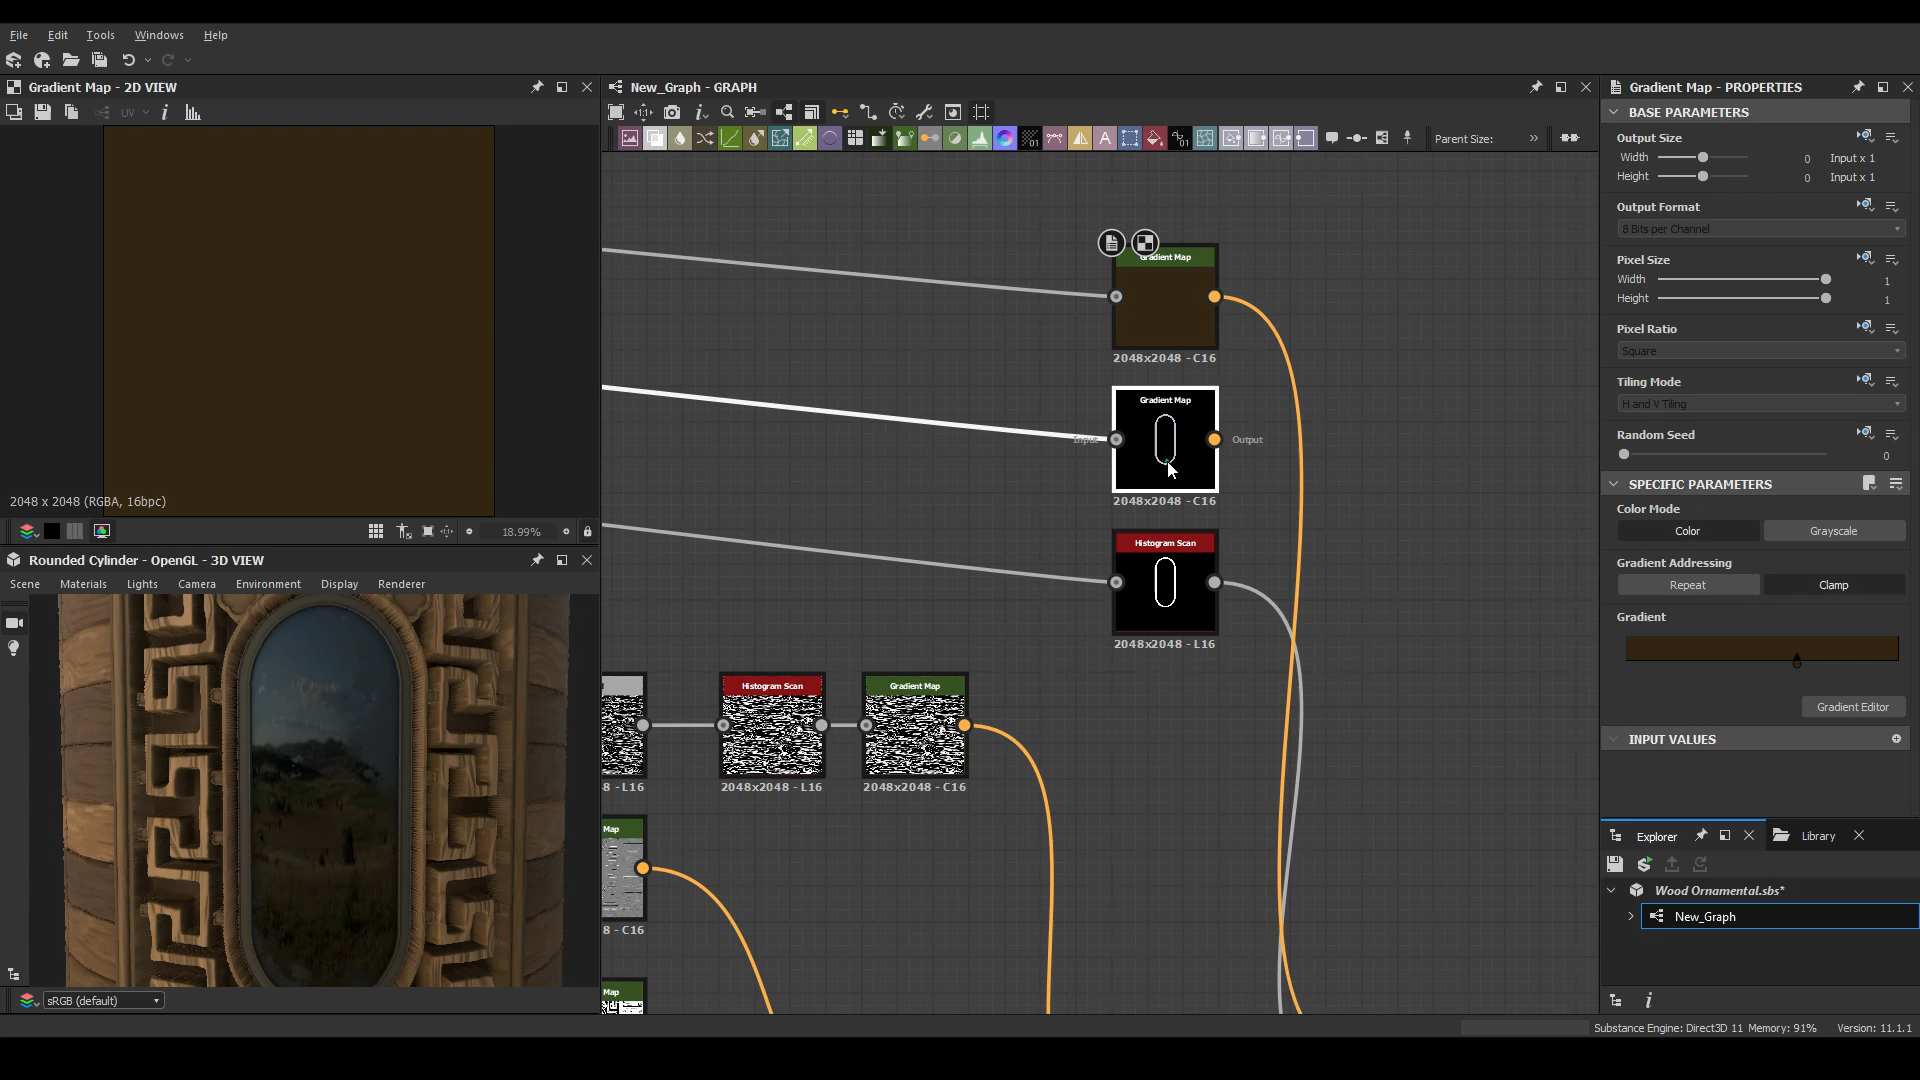 File Edit Tools Windows Help
Gradient Map - 2D VIEW
UV
2048 x 2048 (RGBA, 16bpc)
18.99%
Rounded Cylinder - OpenGL - 3D VIEW
Scene Materials Lights Camera Environment Display Renderer
sRGB (default)
New_Graph - GRAPH
Parent Size:
Gradient Map
2048x2048 - C16
Gradient Map
Input
Output
2048x2048 - C16
Histogram Scan
2048x2048 - L16
Histogram Scan
Gradient Map
8 - L16
2048x2048 - L16
2048x2048 - C16
Map
8 - C16
Map
Gradient Map - PROPERTIES
BASE PARAMETERS
Output Size
Width 0 Input x 1
Height 0 Input x 1
Output Format
8 Bits per Channel
Pixel Size
Width 1
Height 1
Pixel Ratio
Square
Tiling Mode
H and V Tiling
Random Seed
0
SPECIFIC PARAMETERS
Color Mode
Color Grayscale
Gradient Addressing
Repeat Clamp
Gradient
Gradient Editor
INPUT VALUES
Explorer Library
Wood Ornamental.sbs*
New_Graph
Substance Engine: Direct3D 11 Memory: 91% Version: 11.1.1